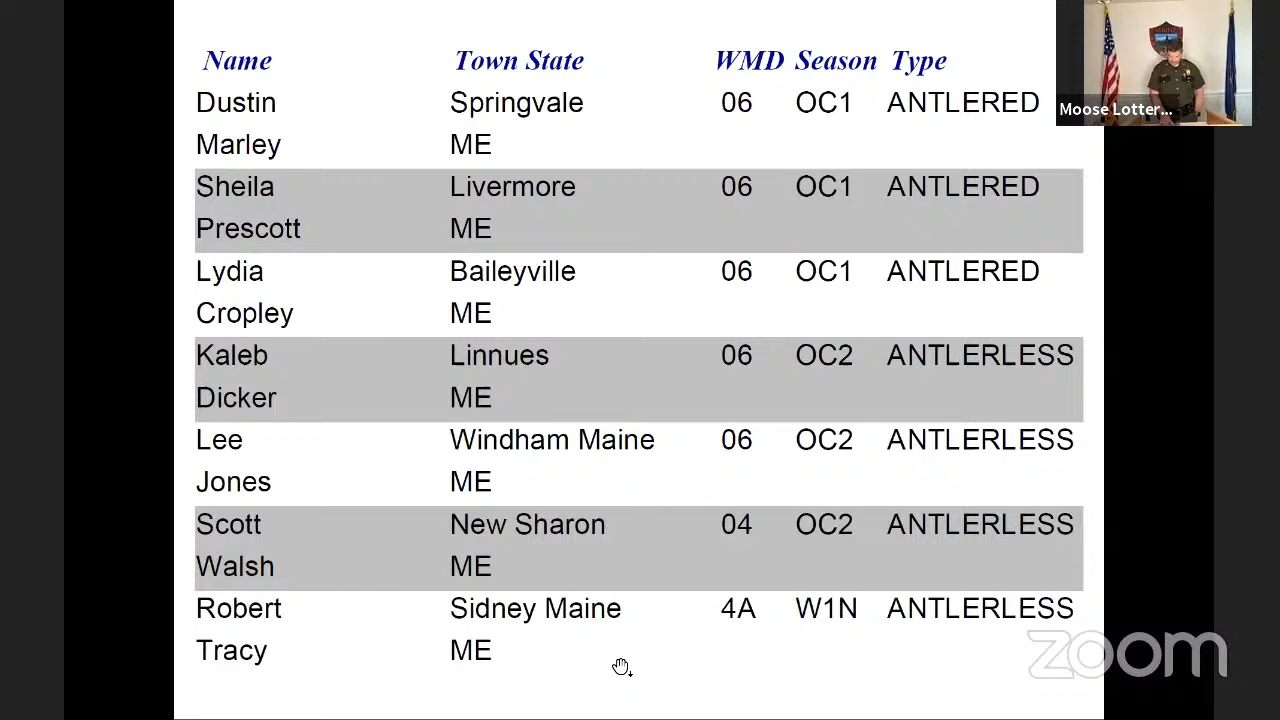 Name Town State WMD Season Type
Dustin Springvale 06 OC1 ANTLERED
Marley ME
Sheila Livermore 06 OC1 ANTLERED
Prescott ME
Lydia Baileyville 06 OC1 ANTLERED
Cropley ME
Kaleb Linnues 06 OC2 ANTLERLESS
Dicker ME
Lee Windham Maine 06 OC2 ANTLERLESS
Jones ME
Scott New Sharon 04 OC2 ANTLERLESS
Walsh ME
Robert Sidney Maine 4A W1N ANTLERLESS
Tracy ME
MAINE
Moose Lotter...
zoom